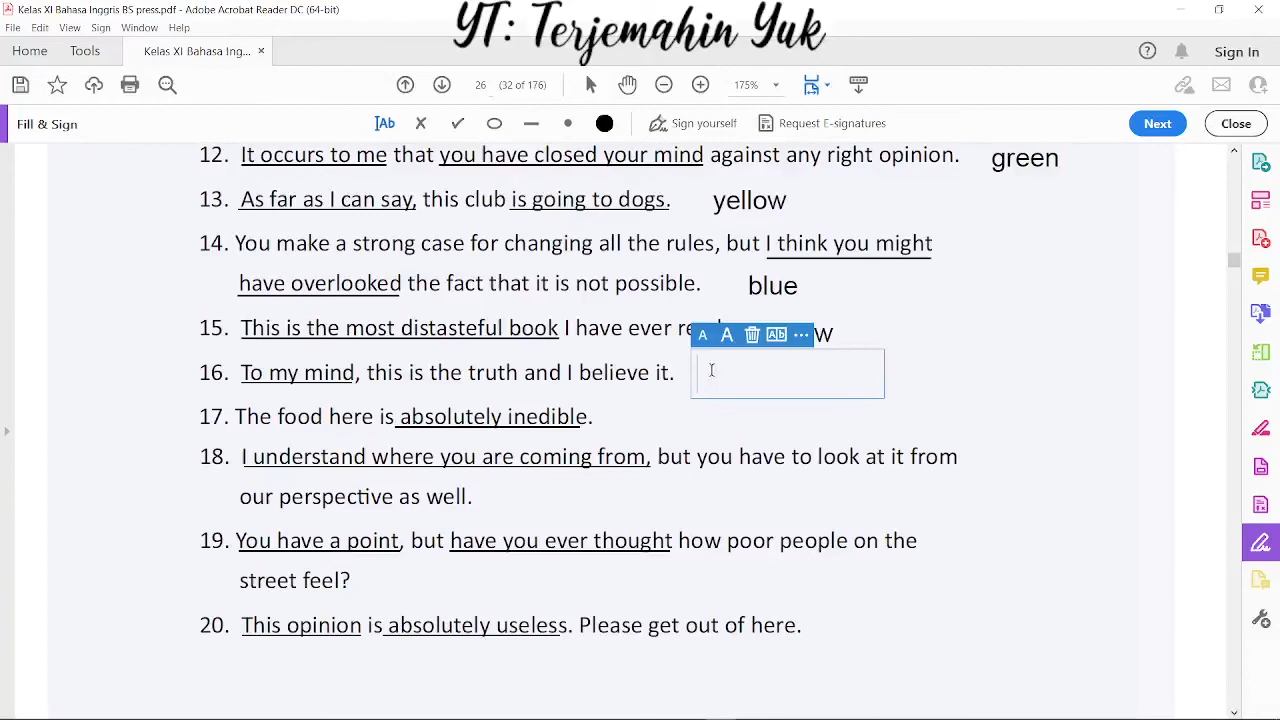 Kelas XI Bahasa Inggris BS press.pdf - Adobe Acrobat Reader DC (64-bit)
YT: Terjemahin Yuk
File Edit View Sign Window Help
Home Tools Kelas XI Bahasa Ing... × Sign In
26 (32 of 176) 175%
Fill & Sign Ab Sign yourself Request E-signatures Next Close
12. It occurs to me that you have closed your mind against any right opinion. green
13. As far as I can say, this club is going to dogs. yellow
14. You make a strong case for changing all the rules, but I think you might
have overlooked the fact that it is not possible. blue
15. This is the most distasteful book I have ever
A A Ab
16. To my mind, this is the truth and I believe it.
17. The food here is absolutely inedible.
18. I understand where you are coming from, but you have to look at it from
our perspective as well.
19. You have a point, but have you ever thought how poor people on the
street feel?
20. This opinion is absolutely useless. Please get out of here.